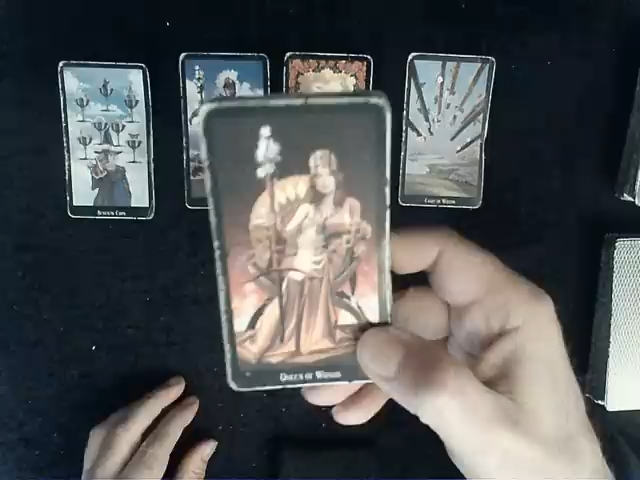 Seven of Cups
Eight of Wands
Queen of Wands